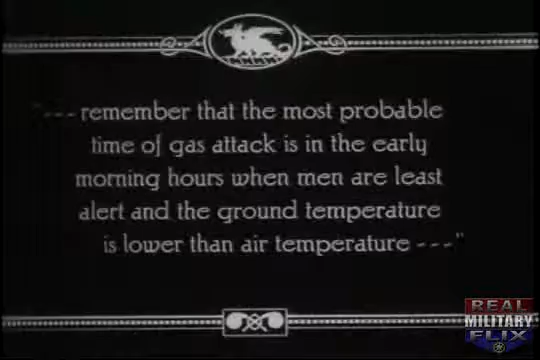 "--- remember that the most probable
time of gas attack is in the early
morning hours when men are least
alert and the ground temperature
is lower than air temperature ---"
REAL
MILITARY
FLIX